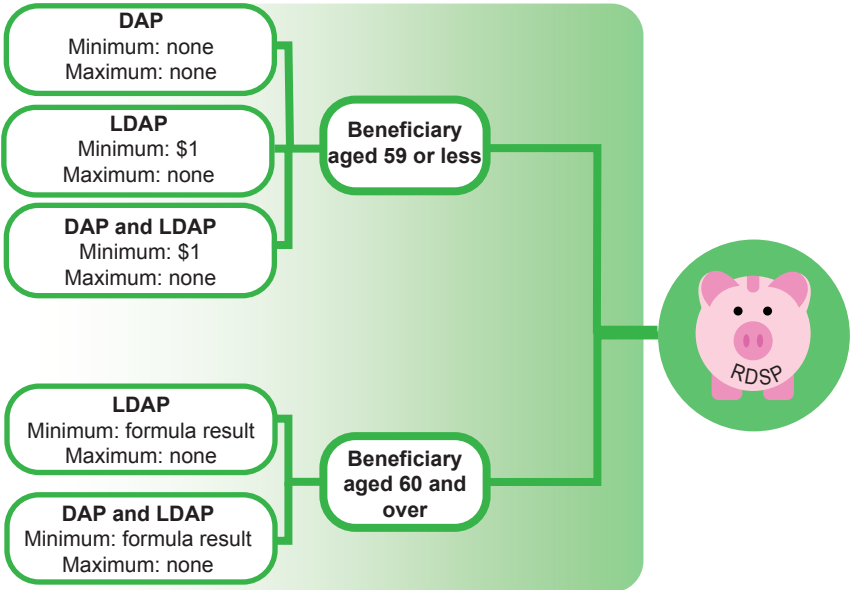 DAP
Minimum: none
Maximum: none
LDAP
Minimum: $1
Maximum: none
DAP and LDAP
Minimum: $1
Maximum: none
Beneficiary
aged 59 or less
LDAP
Minimum: formula result
Maximum: none
DAP and LDAP
Minimum: formula result
Maximum: none
Beneficiary
aged 60 and
over
RDSP